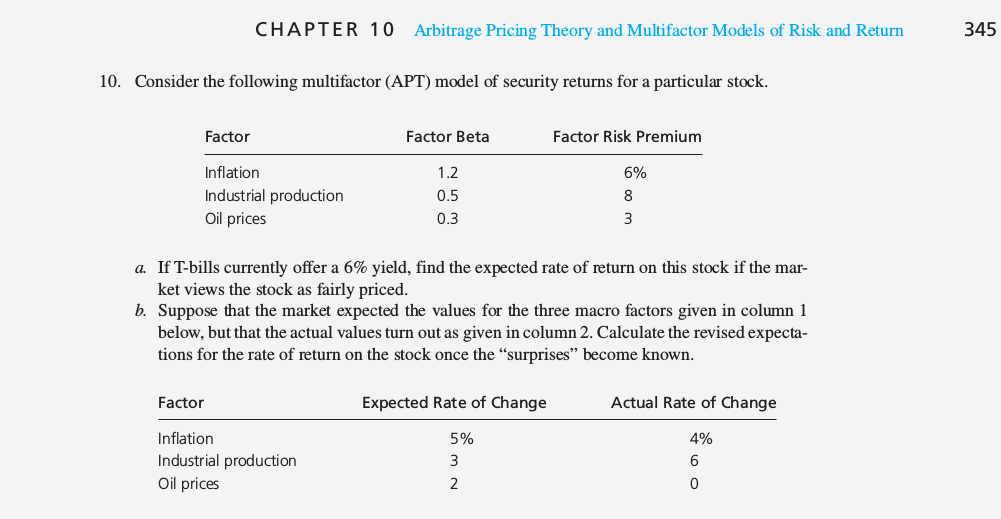 CHAPTER 10 Arbitrage Pricing Theory and Multifactor Models of Risk and Return 345
10. Consider the following multifactor (APT) model of security returns for a particular stock.
Factor Factor Beta Factor Risk Premium
Inflation 1.2 6%
Industrial production 0.5 8
Oil prices 0.3 3
a. If T-bills currently offer a 6% yield, find the expected rate of return on this stock if the mar-
ket views the stock as fairly priced.
b. Suppose that the market expected the values for the three macro factors given in column 1
below, but that the actual values turn out as given in column 2. Calculate the revised expecta-
tions for the rate of return on the stock once the “surprises” become known.
Factor Expected Rate of Change Actual Rate of Change
Inflation 5% 4%
Industrial production 3 6
Oil prices 2 0